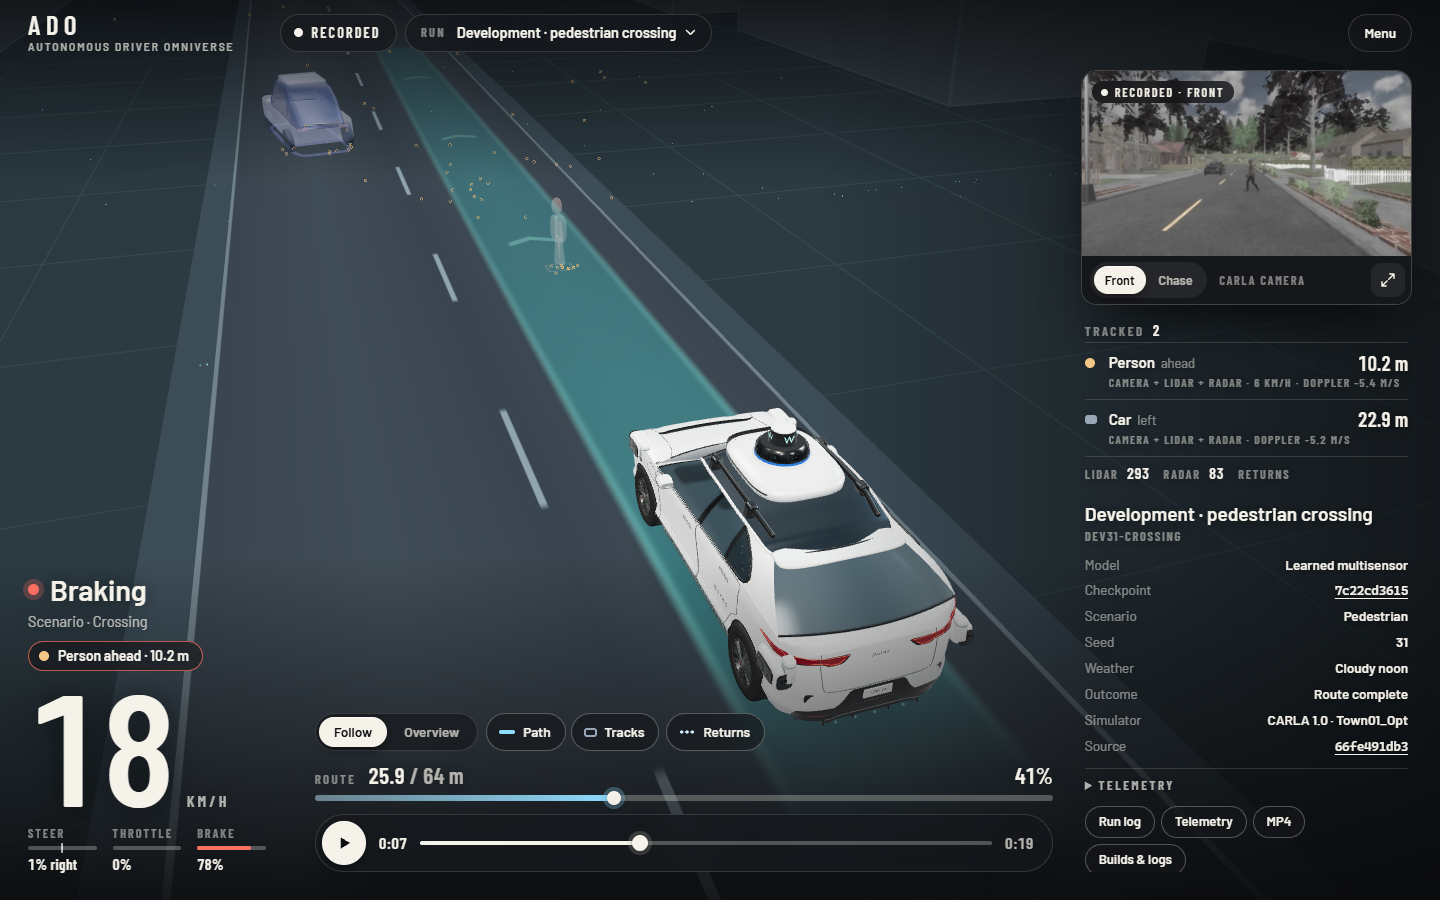 ADO
AUTONOMOUS DRIVER OMNIVERSE
RECORDED
RUN Development · pedestrian crossing
Menu
RECORDED · FRONT
Front Chase CARLA CAMERA
TRACKED 2
Person ahead 10.2 m
CAMERA + LIDAR + RADAR · 6 KM/H · DOPPLER -5.4 M/S
Car left 22.9 m
CAMERA + LIDAR + RADAR · DOPPLER -5.2 M/S
LIDAR 293 RADAR 83 RETURNS
Development · pedestrian crossing
DEV31-CROSSING
Model Learned multisensor
Checkpoint 7c22cd3615
Scenario Pedestrian
Seed 31
Weather Cloudy noon
Outcome Route complete
Simulator CARLA 1.0 · Town01_Opt
Source 66fe491db3
TELEMETRY
Run log Telemetry MP4
Builds & logs
Braking
Scenario · Crossing
Person ahead · 10.2 m
18 KM/H
STEER THROTTLE BRAKE
1% right 0% 78%
Follow Overview Path Tracks Returns
ROUTE 25.9 / 64 m 41%
0:07 0:19